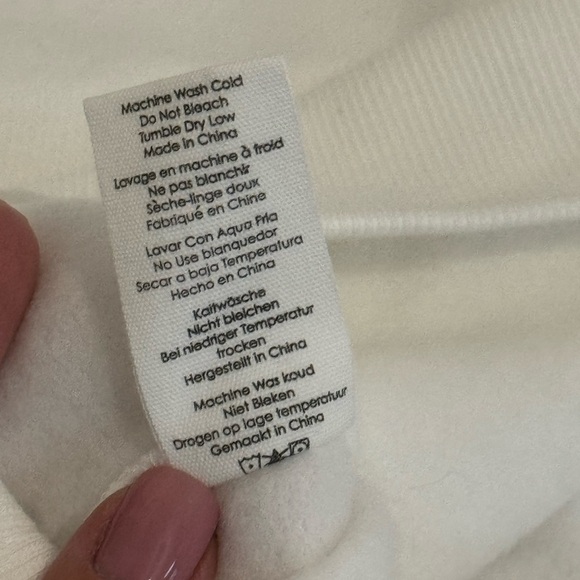 Machine Wash Cold
Do Not Bleach
Tumble Dry Low
Made in China
Lavage en machine à froid
Ne pas blanchir
Sèche-linge doux
Fabriqué en Chine
Lavar Con Aqua Fria
No Use blanquedor
Secar a baja Temperatura
Hecho en China
Kaltwäsche
Nicht bleichen
Bei niedriger Temperatur
trocken
Hergestellt in China
Machine Was koud
Niet Bleken
Drogen op lage temperatuur
Gemaakt in China